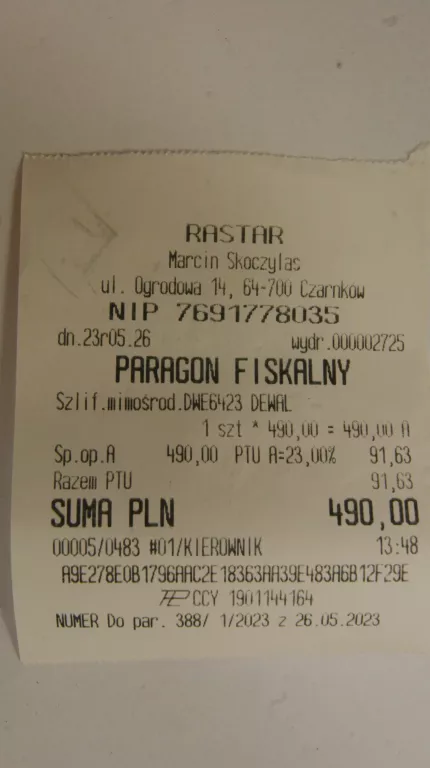 RASTAR
Marcin Skoczylas
ul. Ogrodowa 14, 64-700 Czarnków
NIP 7691778035
dn.23r05.26 wydr.000002725
PARAGON FISKALNY
Szlif.mimośrod.DWE6423 DEWAL
1 szt * 490,00 = 490,00 A
Sp.op.A 490,00 PTU A=23,00% 91,63
Razem PTU 91,63
SUMA PLN 490,00
00005/0483 #01/KIEROWNIK 13:48
A9E278E0B1796AAC2E18363AA39E483A6B12F29E
CCY 1901144164
NUMER Do par. 388/ 1/2023 z 26.05.2023